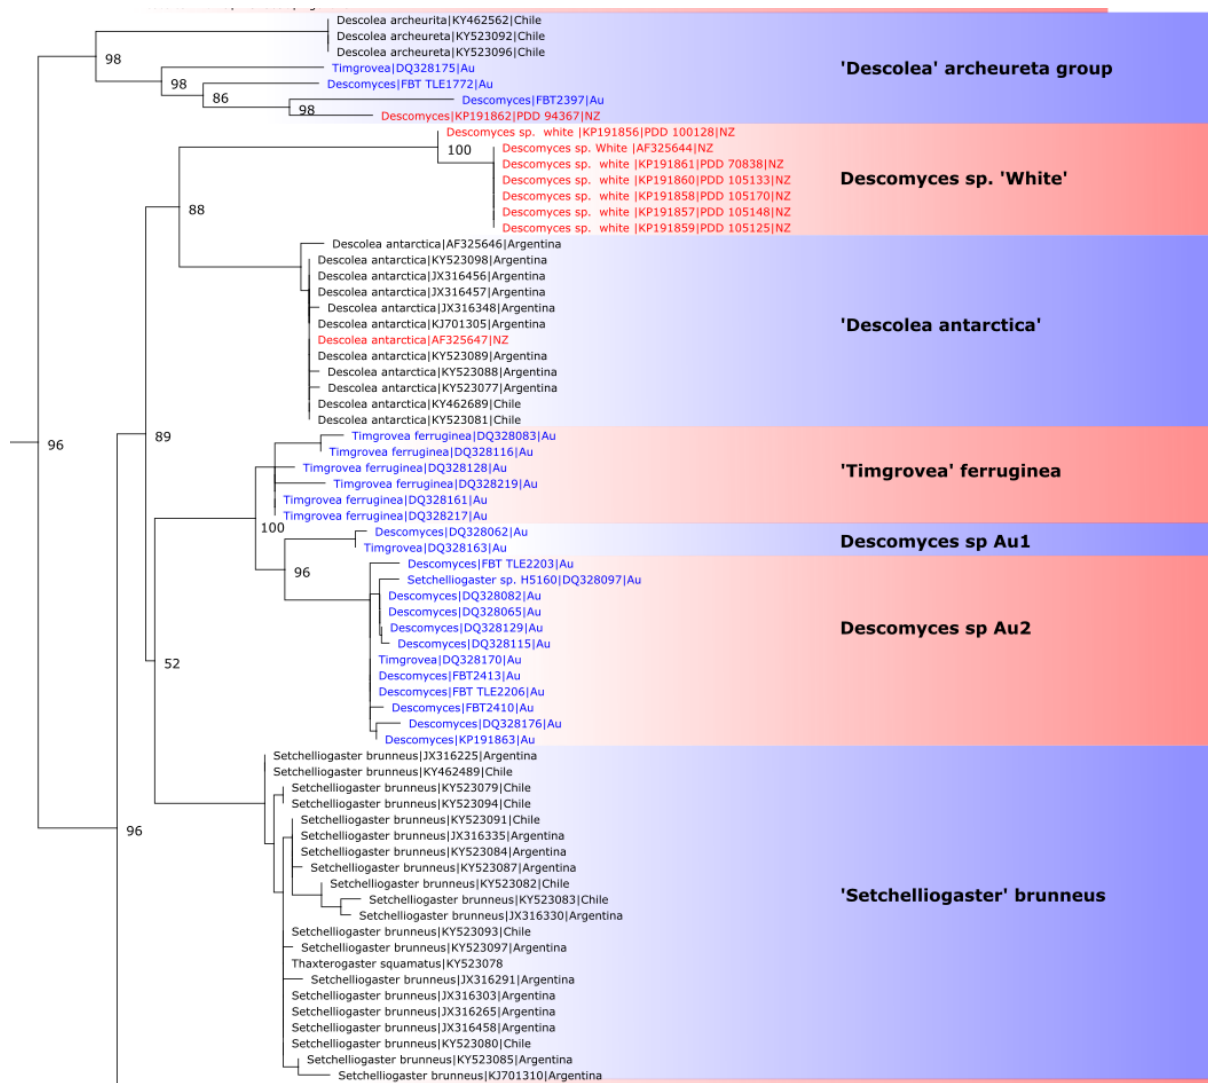 Descolea archeurita|KY462562|Chile
Descolea archeureta|KY523092|Chile
Descolea archeureta|KY523096|Chile
98
Timgrovea|DQ328175|Au
'Descolea' archeureta group
98
Descomyces|FBT TLE1772|Au
86
Descomyces|FBT2397|Au
98
Descomyces|KP191862|PDD 94367|NZ
Descomyces sp.  white |KP191856|PDD 100128|NZ
100
Descomyces sp. White |AF325644|NZ
Descomyces sp.  white |KP191861|PDD 70838|NZ
Descomyces sp.  white |KP191860|PDD 105133|NZ
Descomyces sp. 'White'
Descomyces sp.  white |KP191858|PDD 105170|NZ
88
Descomyces sp.  white |KP191857|PDD 105148|NZ
Descomyces sp.  white |KP191859|PDD 105125|NZ
Descolea antarctica|AF325646|Argentina
Descolea antarctica|KY523098|Argentina
Descolea antarctica|JX316456|Argentina
Descolea antarctica|JX316457|Argentina
Descolea antarctica|JX316348|Argentina
Descolea antarctica|KJ701305|Argentina
'Descolea antarctica'
Descolea antarctica|AF325647|NZ
Descolea antarctica|KY523089|Argentina
Descolea antarctica|KY523088|Argentina
Descolea antarctica|KY523077|Argentina
Descolea antarctica|KY462689|Chile
Descolea antarctica|KY523081|Chile
89
Timgrovea ferruginea|DQ328083|Au
96
Timgrovea ferruginea|DQ328116|Au
Timgrovea ferruginea|DQ328128|Au
'Timgrovea' ferruginea
Timgrovea ferruginea|DQ328219|Au
Timgrovea ferruginea|DQ328161|Au
Timgrovea ferruginea|DQ328217|Au
100
Descomyces|DQ328062|Au
Descomyces sp Au1
Timgrovea|DQ328163|Au
96
Descomyces|FBT TLE2203|Au
Setchelliogaster sp. H5160|DQ328097|Au
Descomyces|DQ328082|Au
Descomyces|DQ328065|Au
Descomyces|DQ328129|Au
Descomyces sp Au2
Descomyces|DQ328115|Au
52
Timgrovea|DQ328170|Au
Descomyces|FBT2413|Au
Descomyces|FBT TLE2206|Au
Descomyces|FBT2410|Au
Descomyces|DQ328176|Au
Descomyces|KP191863|Au
Setchelliogaster brunneus|JX316225|Argentina
Setchelliogaster brunneus|KY462489|Chile
Setchelliogaster brunneus|KY523079|Chile
Setchelliogaster brunneus|KY523094|Chile
Setchelliogaster brunneus|KY523091|Chile
96
Setchelliogaster brunneus|JX316335|Argentina
Setchelliogaster brunneus|KY523084|Argentina
Setchelliogaster brunneus|KY523087|Argentina
Setchelliogaster brunneus|KY523082|Chile
'Setchelliogaster' brunneus
Setchelliogaster brunneus|KY523083|Chile
Setchelliogaster brunneus|JX316330|Argentina
Setchelliogaster brunneus|KY523093|Chile
Setchelliogaster brunneus|KY523097|Argentina
Thaxterogaster squamatus|KY523078
Setchelliogaster brunneus|JX316291|Argentina
Setchelliogaster brunneus|JX316303|Argentina
Setchelliogaster brunneus|JX316265|Argentina
Setchelliogaster brunneus|JX316458|Argentina
Setchelliogaster brunneus|KY523080|Chile
Setchelliogaster brunneus|KY523085|Argentina
Setchelliogaster brunneus|KJ701310|Argentina